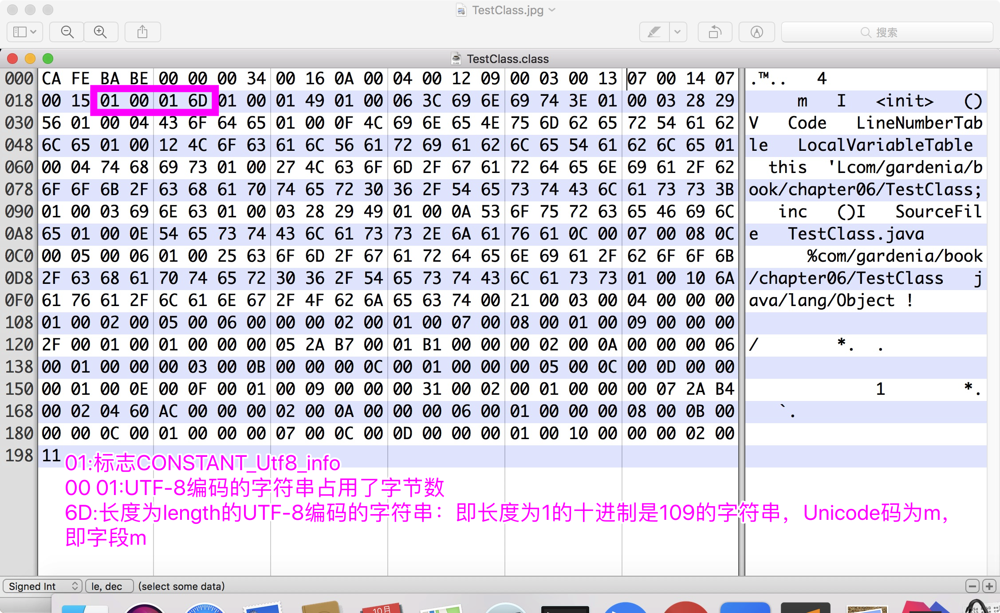 TestClass.jpg
搜索
TestClass.class
000 CA FE BA BE 00 00 00 34 00 16 0A 00 04 00 12 09 00 03 00 13 07 00 14 07 .™.. 4
018 00 15 01 00 01 6D 01 00 01 49 01 00 06 3C 69 6E 69 74 3E 01 00 03 28 29 m I <init> ()
030 56 01 00 04 43 6F 64 65 01 00 0F 4C 69 6E 65 4E 75 6D 62 65 72 54 61 62 V Code LineNumberTab
048 6C 65 01 00 12 4C 6F 63 61 6C 56 61 72 69 61 62 6C 65 54 61 62 6C 65 01 le LocalVariableTable
060 00 04 74 68 69 73 01 00 27 4C 63 6F 6D 2F 67 61 72 64 65 6E 69 61 2F 62 this 'Lcom/gardenia/b
078 6F 6F 6B 2F 63 68 61 70 74 65 72 30 36 2F 54 65 73 74 43 6C 61 73 73 3B ook/chapter06/TestClass;
090 01 00 03 69 6E 63 01 00 03 28 29 49 01 00 0A 53 6F 75 72 63 65 46 69 6C inc ()I SourceFil
0A8 65 01 00 0E 54 65 73 74 43 6C 61 73 73 2E 6A 61 76 61 0C 00 07 00 08 0C e TestClass.java
0C0 00 05 00 06 01 00 25 63 6F 6D 2F 67 61 72 64 65 6E 69 61 2F 62 6F 6F 6B %com/gardenia/book
0D8 2F 63 68 61 70 74 65 72 30 36 2F 54 65 73 74 43 6C 61 73 73 01 00 10 6A /chapter06/TestClass j
0F0 61 76 61 2F 6C 61 6E 67 2F 4F 62 6A 65 63 74 00 21 00 03 00 04 00 00 00 ava/lang/Object !
108 01 00 02 00 05 00 06 00 00 00 02 00 01 00 07 00 08 00 01 00 09 00 00 00
120 2F 00 01 00 01 00 00 00 05 2A B7 00 01 B1 00 00 00 02 00 0A 00 00 00 06 / *. .
138 00 01 00 00 00 03 00 0B 00 00 00 0C 00 01 00 00 00 05 00 0C 00 0D 00 00
150 00 01 00 0E 00 0F 00 01 00 09 00 00 00 31 00 02 00 01 00 00 00 07 2A B4 1 *.
168 00 02 04 60 AC 00 00 00 02 00 0A 00 00 00 06 00 01 00 00 00 08 00 0B 00 `.
180 00 00 0C 00 01 00 00 00 07 00 0C 00 0D 00 00 00 01 00 10 00 00 00 02 00
198 11
01:标志CONSTANT_Utf8_info
00 01:UTF-8编码的字符串占用了字节数
6D:长度为length的UTF-8编码的字符串：即长度为1的十进制是109的字符串，Unicode码为m，
即字段m
Signed Int le, dec (select some data)
10月